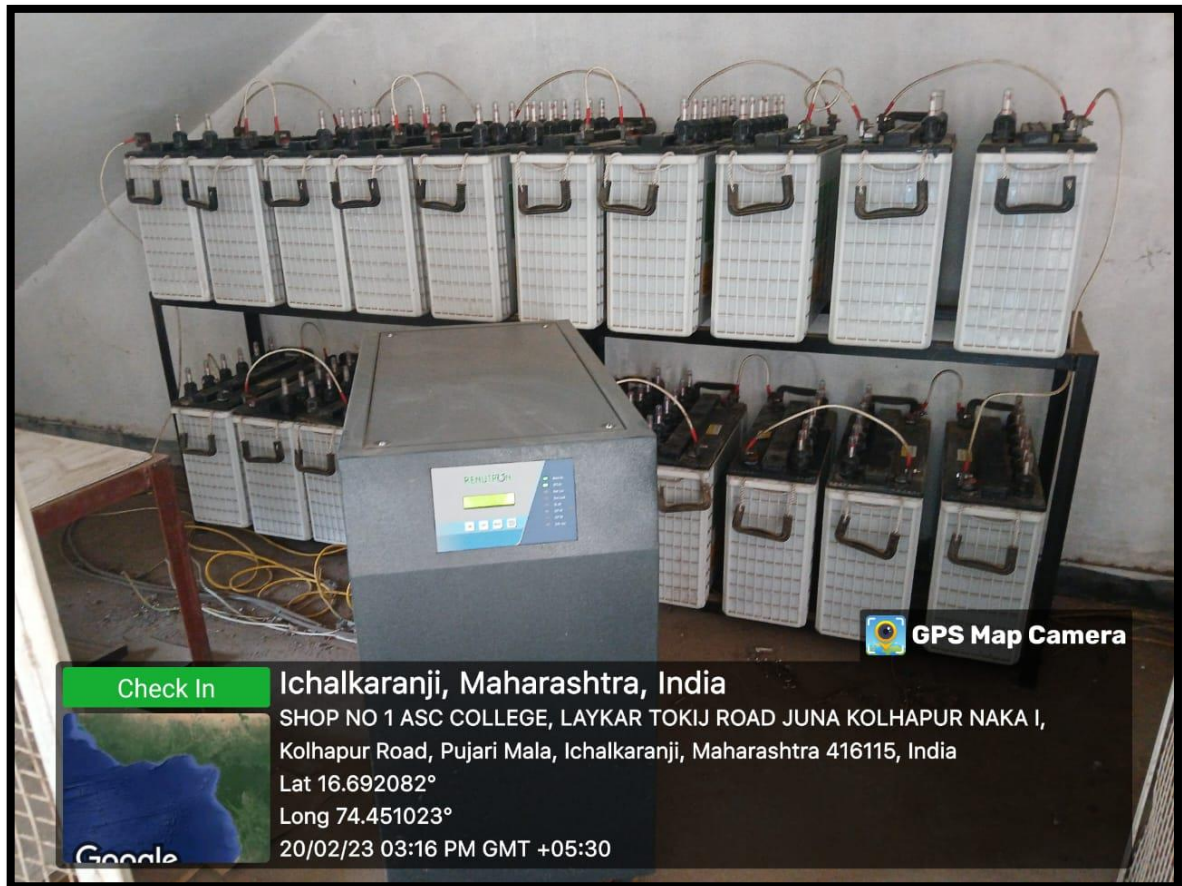 GPS Map Camera
Check In
Ichalkaranji, Maharashtra, India
SHOP NO 1 ASC COLLEGE, LAYKAR TOKIJ ROAD JUNA KOLHAPUR NAKA I,
Kolhapur Road, Pujari Mala, Ichalkaranji, Maharashtra 416115, India
Lat 16.692082°
Long 74.451023°
20/02/23 03:16 PM GMT +05:30
Google